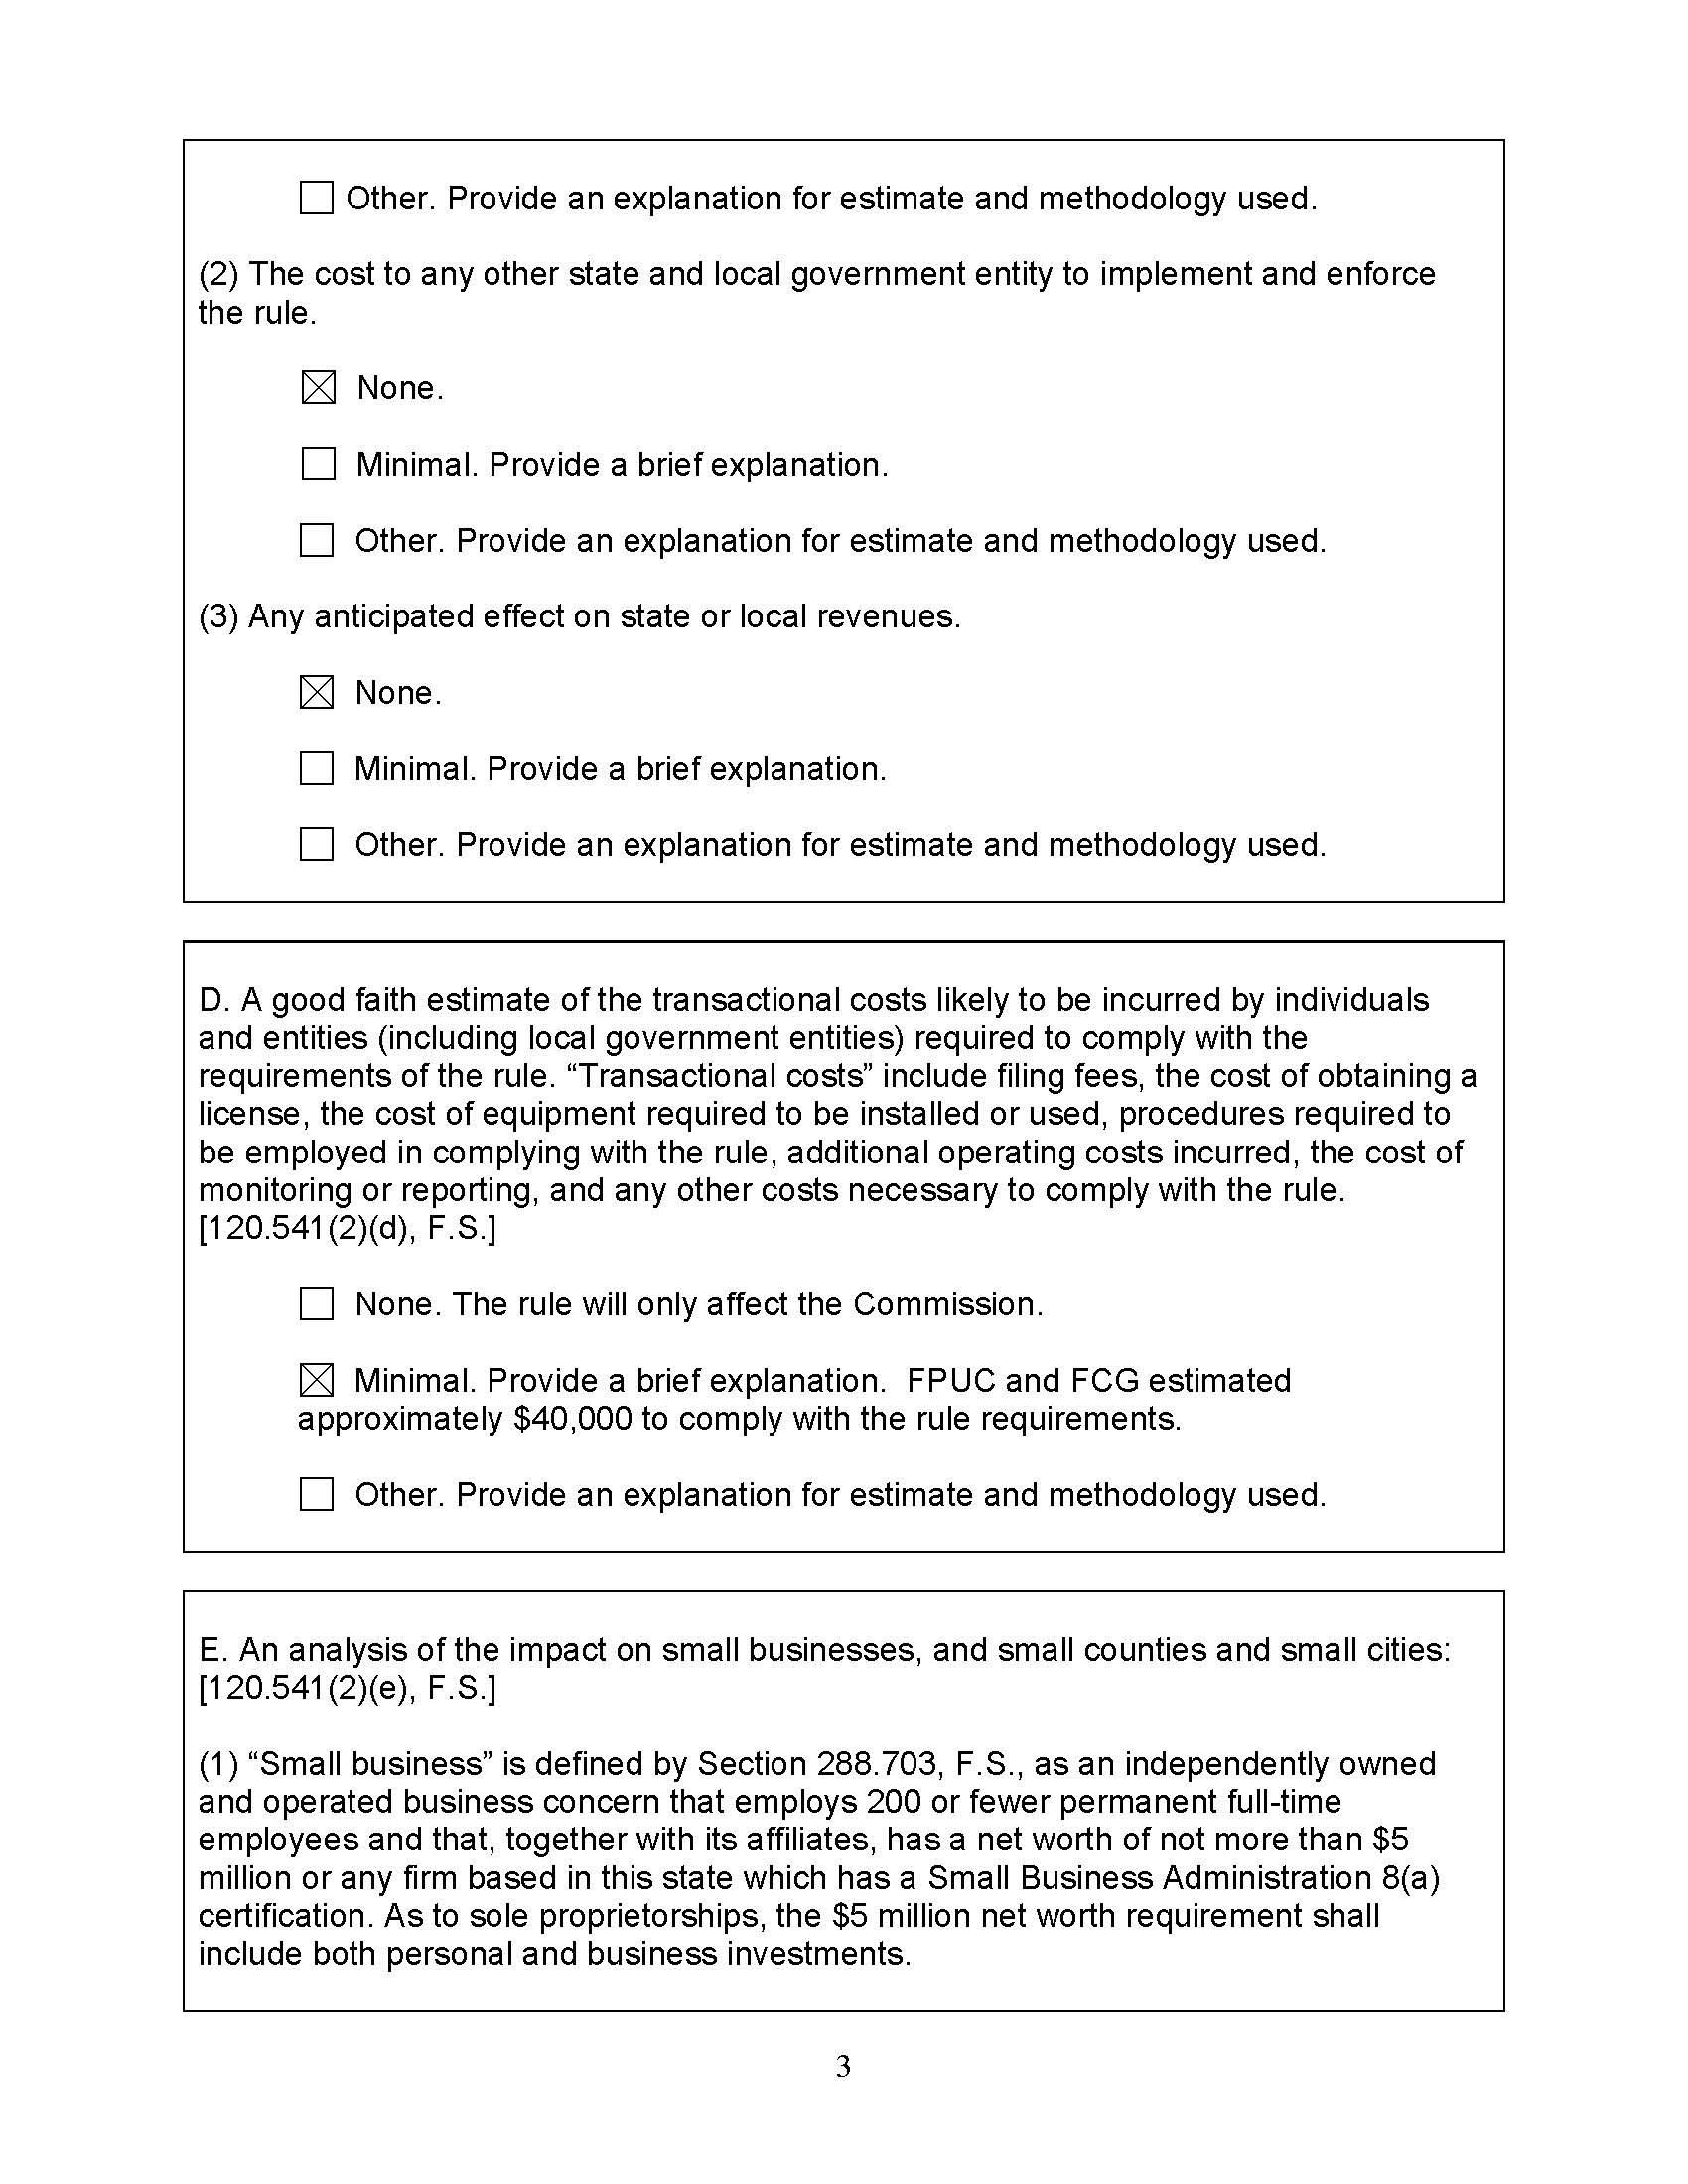 Other. Provide an explanation for estimate and methodology used.
(2) The cost to any other state and local government entity to implement and enforce
the rule.
None.
Minimal. Provide a brief explanation.
Other. Provide an explanation for estimate and methodology used.
(3) Any anticipated effect on state or local revenues.
None.
Minimal. Provide a brief explanation.
Other. Provide an explanation for estimate and methodology used.
D. A good faith estimate of the transactional costs likely to be incurred by individuals
and entities (including local government entities) required to comply with the
requirements of the rule. “Transactional costs” include filing fees, the cost of obtaining a
license, the cost of equipment required to be installed or used, procedures required to
be employed in complying with the rule, additional operating costs incurred, the cost of
monitoring or reporting, and any other costs necessary to comply with the rule.
[120.541(2)(d), F.S.]
None. The rule will only affect the Commission.
Minimal. Provide a brief explanation.  FPUC and FCG estimated
approximately $40,000 to comply with the rule requirements.
Other. Provide an explanation for estimate and methodology used.
E. An analysis of the impact on small businesses, and small counties and small cities:
[120.541(2)(e), F.S.]
(1) “Small business” is defined by Section 288.703, F.S., as an independently owned
and operated business concern that employs 200 or fewer permanent full-time
employees and that, together with its affiliates, has a net worth of not more than $5
million or any firm based in this state which has a Small Business Administration 8(a)
certification. As to sole proprietorships, the $5 million net worth requirement shall
include both personal and business investments.
3